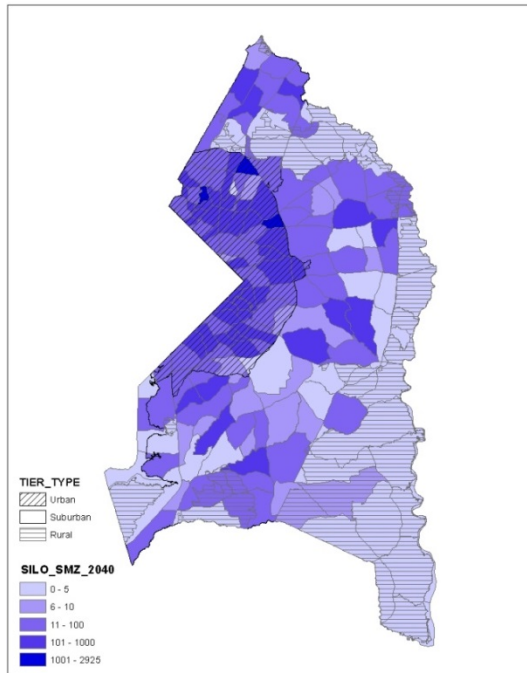 TIER_TYPE
Urban
Suburban
Rural
SILO_SMZ_2040
0 - 5
6 - 10
11 - 100
101 - 1000
1001 - 2925